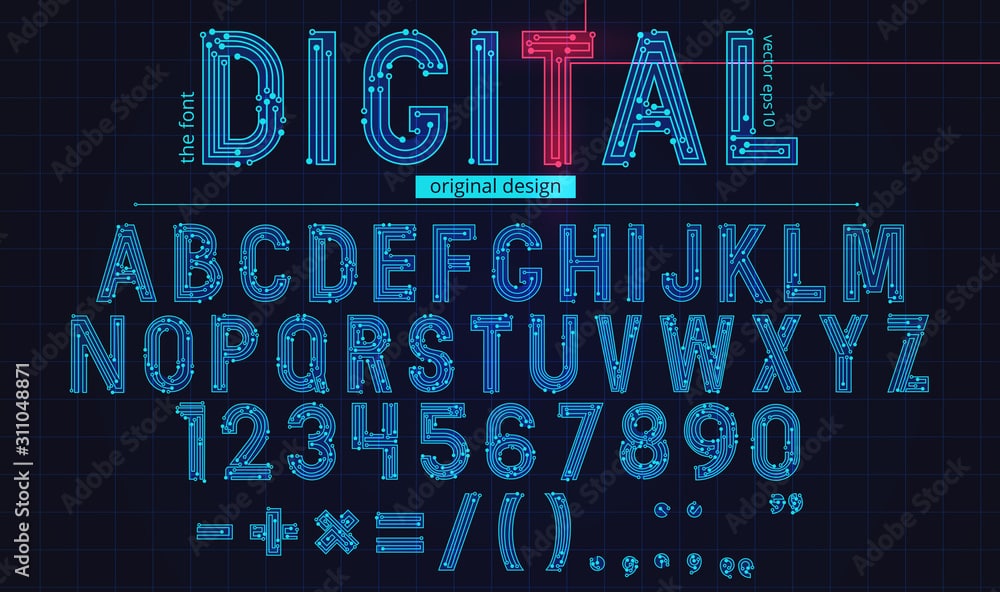 DIGITAL
the font
vector eps10
original design
ABCDEFGHIJKLM
NOPQRSTUVWXYZ
1234567890
-+×=/()
Adobe Stock | #311048871